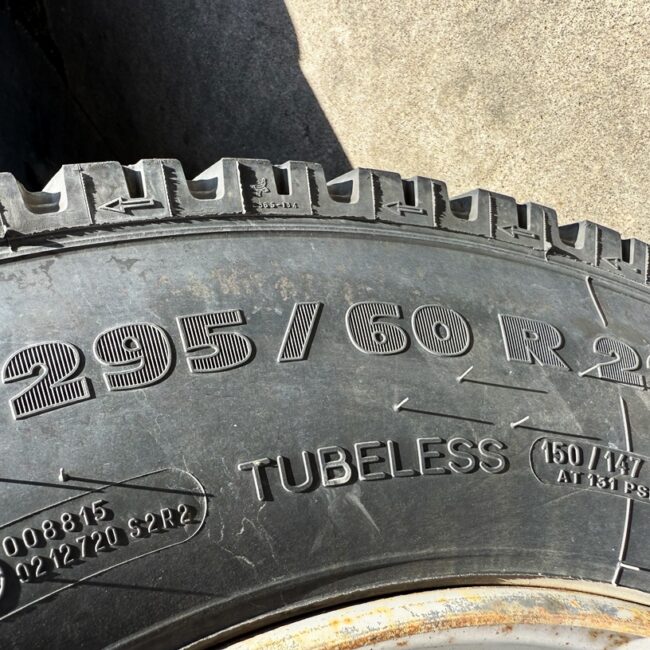 295/60 R 2
TUBELESS
150/147
AT 131 PS
008815
0212720 S2R2